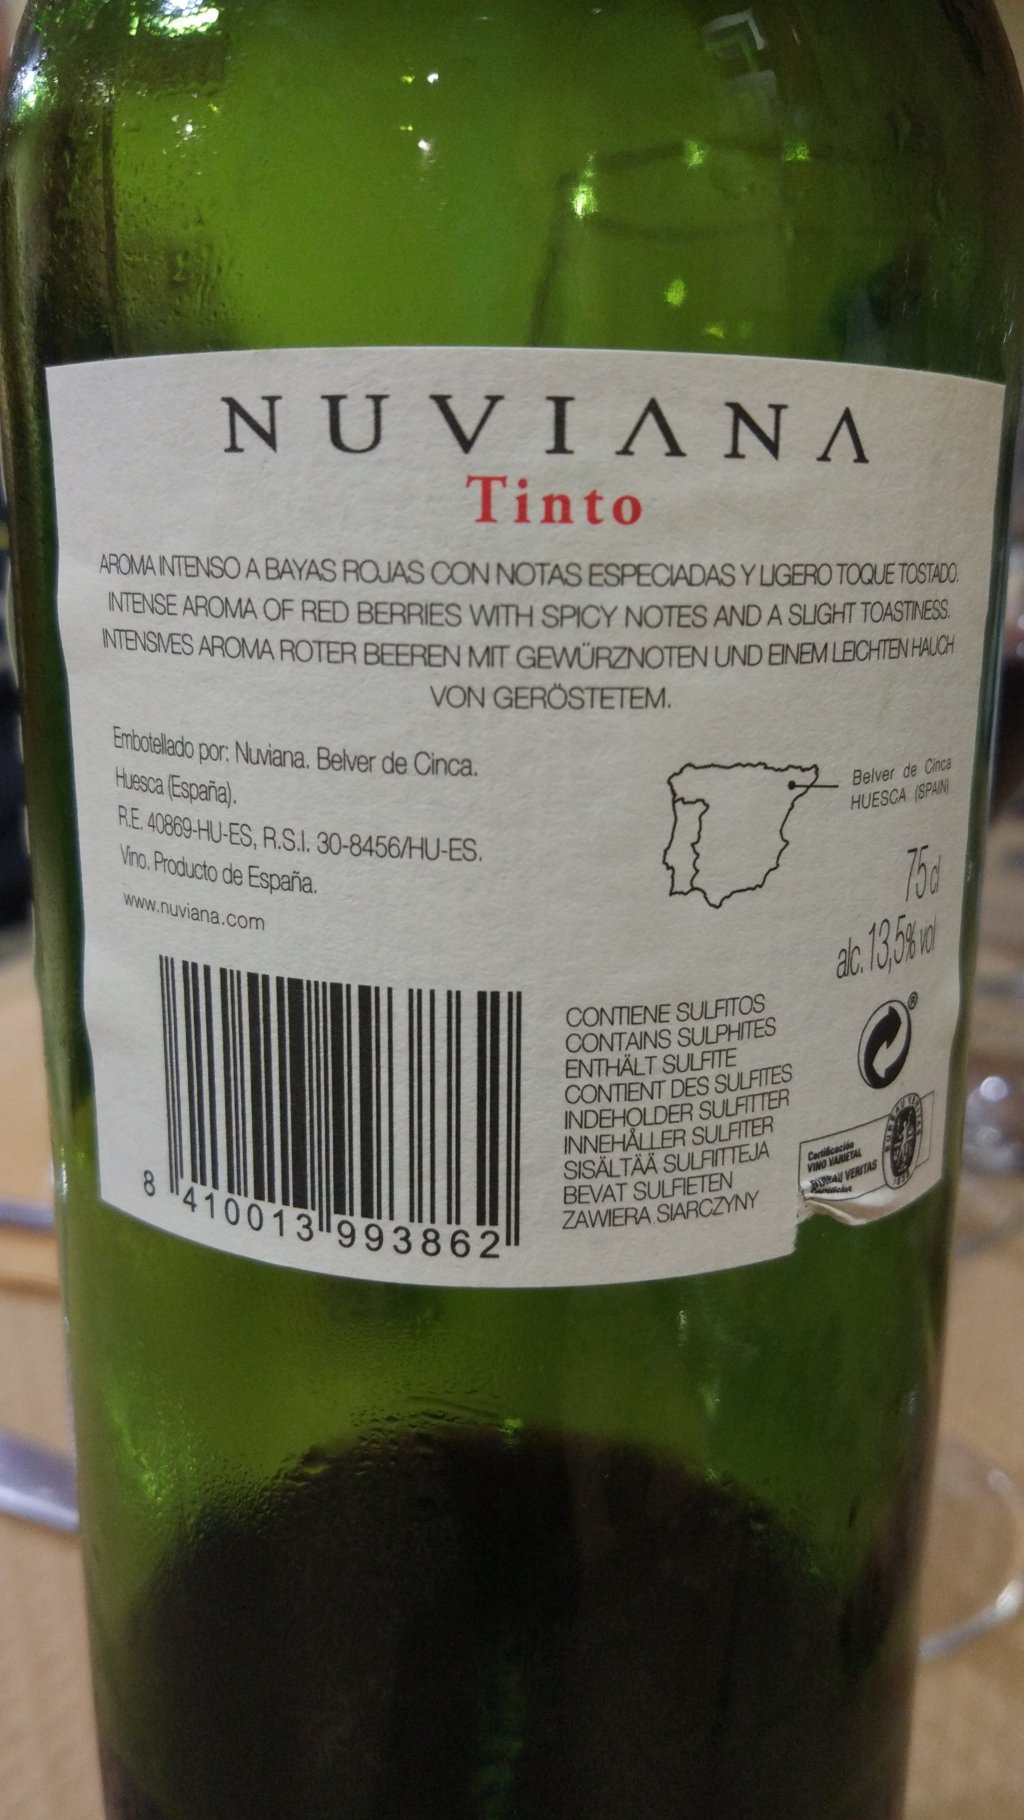 NUVIANA
Tinto
AROMA INTENSO A BAYAS ROJAS CON NOTAS ESPECIADAS Y LIGERO TOQUE TOSTADO.
INTENSE AROMA OF RED BERRIES WITH SPICY NOTES AND A SLIGHT TOASTINESS.
INTENSIVES AROMA ROTER BEEREN MIT GEWÜRZNOTEN UND EINEM LEICHTEN HAUCH
VON GERÖSTETEM.
Embotellado por: Nuviana. Belver de Cinca.
Huesca (España).
R.E. 40869-HU-ES, R.S.I. 30-8456/HU-ES.
Vino. Producto de España.
www.nuviana.com
Belver de Cinca
HUESCA (SPAIN)
75 cl
alc. 13,5% vol
8 410013 993862
CONTIENE SULFITOS
CONTAINS SULPHITES
ENTHÄLT SULFITE
CONTIENT DES SULFITES
INDEHOLDER SULFITTER
INNEHÅLLER SULFITER
SISÄLTÄÄ SULFIITTEJA
BEVAT SULFIETEN
ZAWIERA SIARCZYNY
®
Certificación
VINO VARIETAL
BUREAU VERITAS
Certification
BUREAU VERITAS
1828